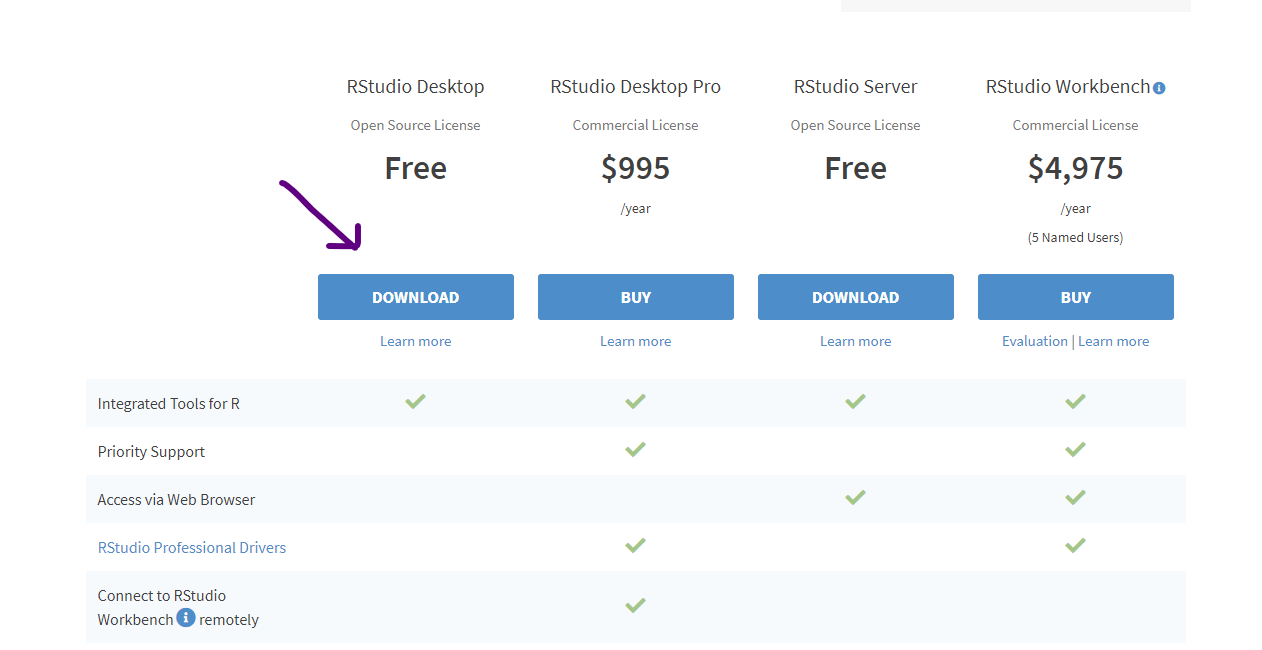 RStudio Desktop RStudio Desktop Pro RStudio Server RStudio Workbench
Open Source License Commercial License Open Source License Commercial License
Free $995 Free $4,975
/year /year
(5 Named Users)
DOWNLOAD BUY DOWNLOAD BUY
Learn more Learn more Learn more Evaluation | Learn more
Integrated Tools for R
Priority Support
Access via Web Browser
RStudio Professional Drivers
Connect to RStudio
Workbench i remotely